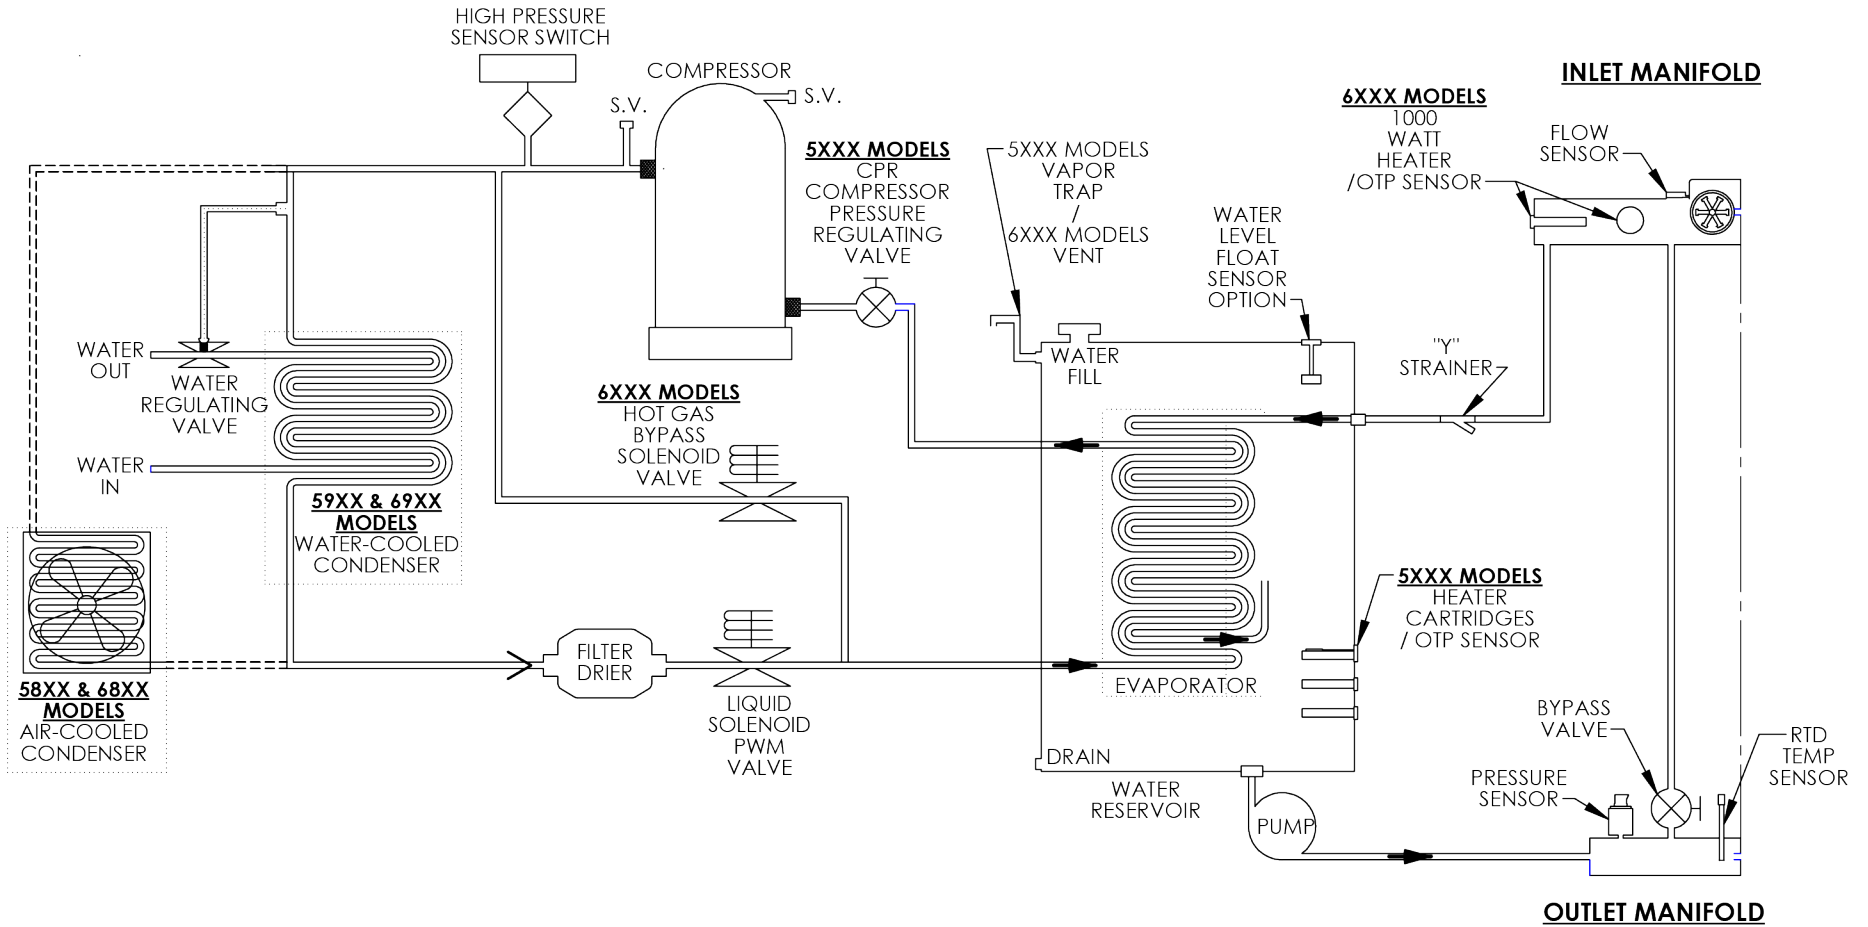 HIGH PRESSURE
SENSOR SWITCH
COMPRESSOR
S.V.
S.V.
INLET MANIFOLD
6XXX MODELS
1000
WATT
HEATER
/OTP SENSOR
FLOW
SENSOR
5XXX MODELS
CPR
COMPRESSOR
PRESSURE
REGULATING
VALVE
5XXX MODELS
VAPOR
TRAP
/
6XXX MODELS
VENT
WATER
LEVEL
FLOAT
SENSOR
OPTION
WATER
OUT
WATER
REGULATING
VALVE
WATER
IN
WATER
FILL
"Y"
STRAINER
6XXX MODELS
HOT GAS
BYPASS
SOLENOID
VALVE
59XX & 69XX
MODELS
WATER-COOLED
CONDENSER
5XXX MODELS
HEATER
CARTRIDGES
/ OTP SENSOR
FILTER
DRIER
58XX & 68XX
MODELS
AIR-COOLED
CONDENSER
LIQUID
SOLENOID
PWM
VALVE
EVAPORATOR
DRAIN
WATER
RESERVOIR
PUMP
BYPASS
VALVE
PRESSURE
SENSOR
RTD
TEMP
SENSOR
OUTLET MANIFOLD